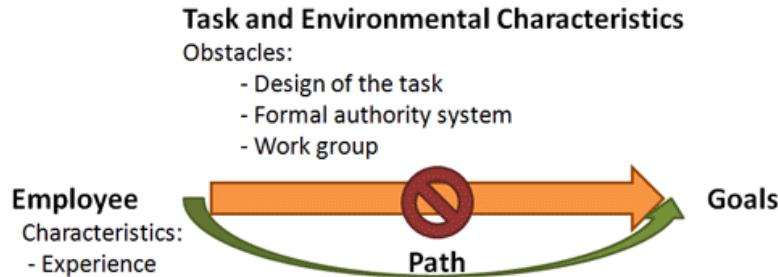 Task and Environmental Characteristics
Obstacles:
- Design of the task
- Formal authority system
- Work group
Employee
Goals
Characteristics:
- Experience
Path